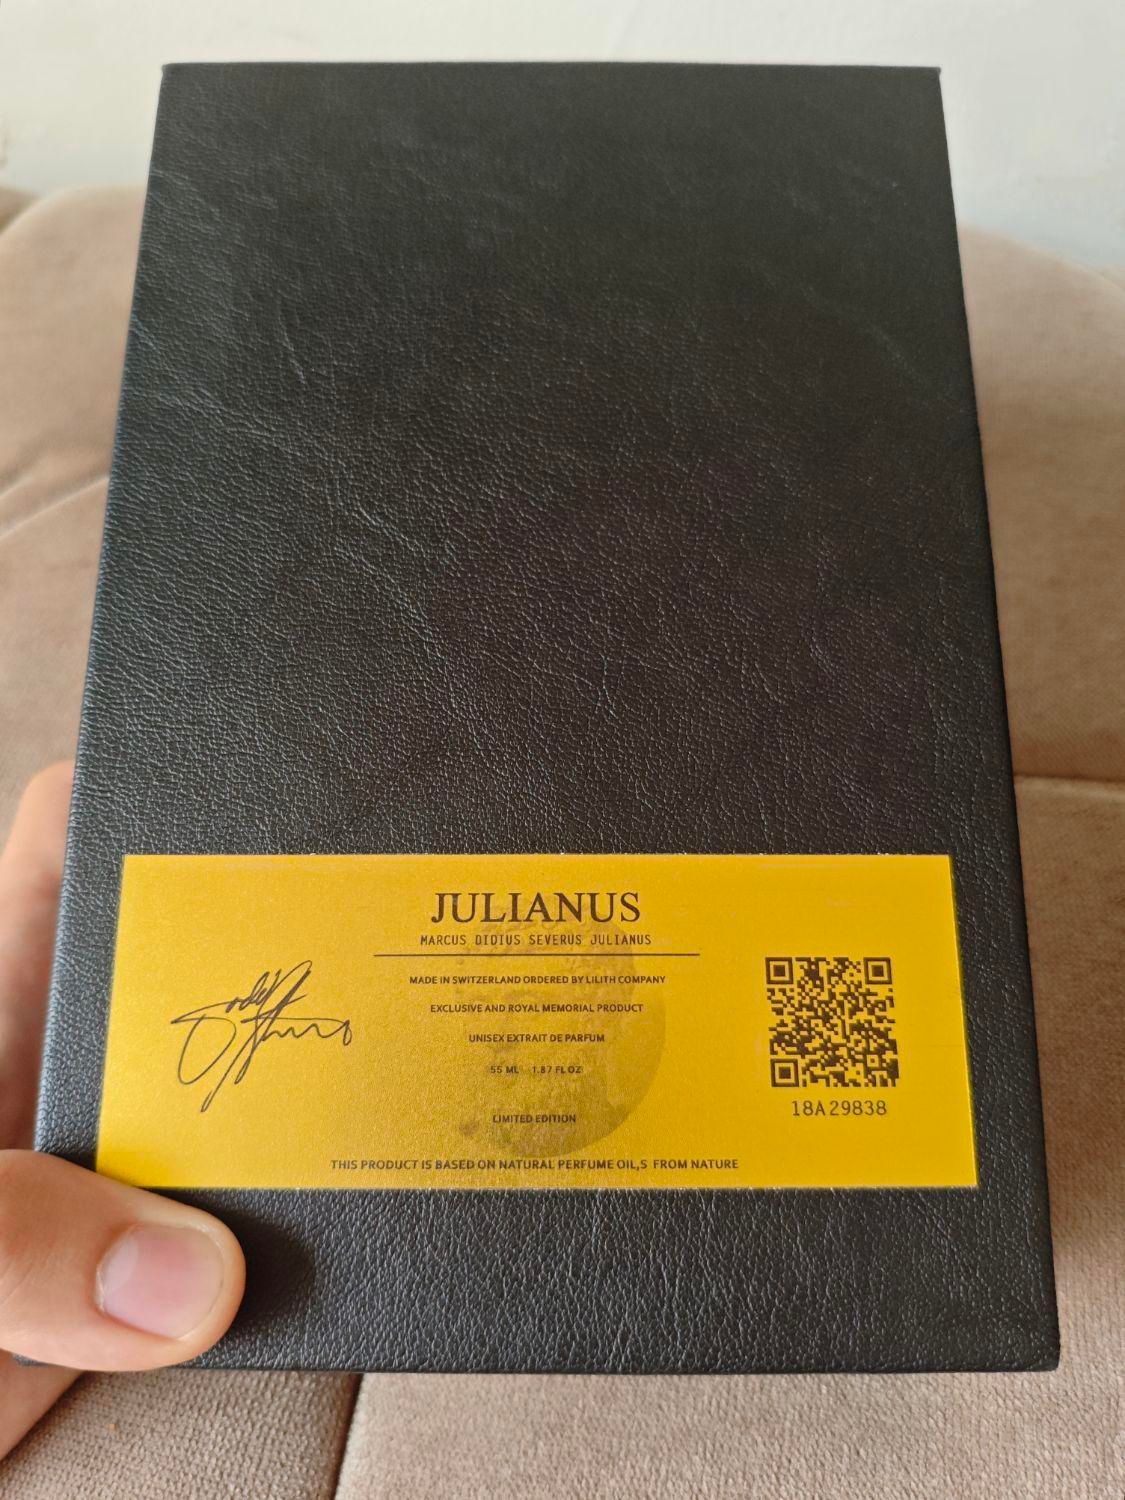 JULIANUS
MARCUS DIDIUS SEVERUS JULIANUS
MADE IN SWITZERLAND ORDERED BY LILITH COMPANY
EXCLUSIVE AND ROYAL MEMORIAL PRODUCT
UNISEX EXTRAIT DE PARFUM
55 ML 1.87 FL OZ
LIMITED EDITION
THIS PRODUCT IS BASED ON NATURAL PERFUME OIL,S FROM NATURE
18A29838